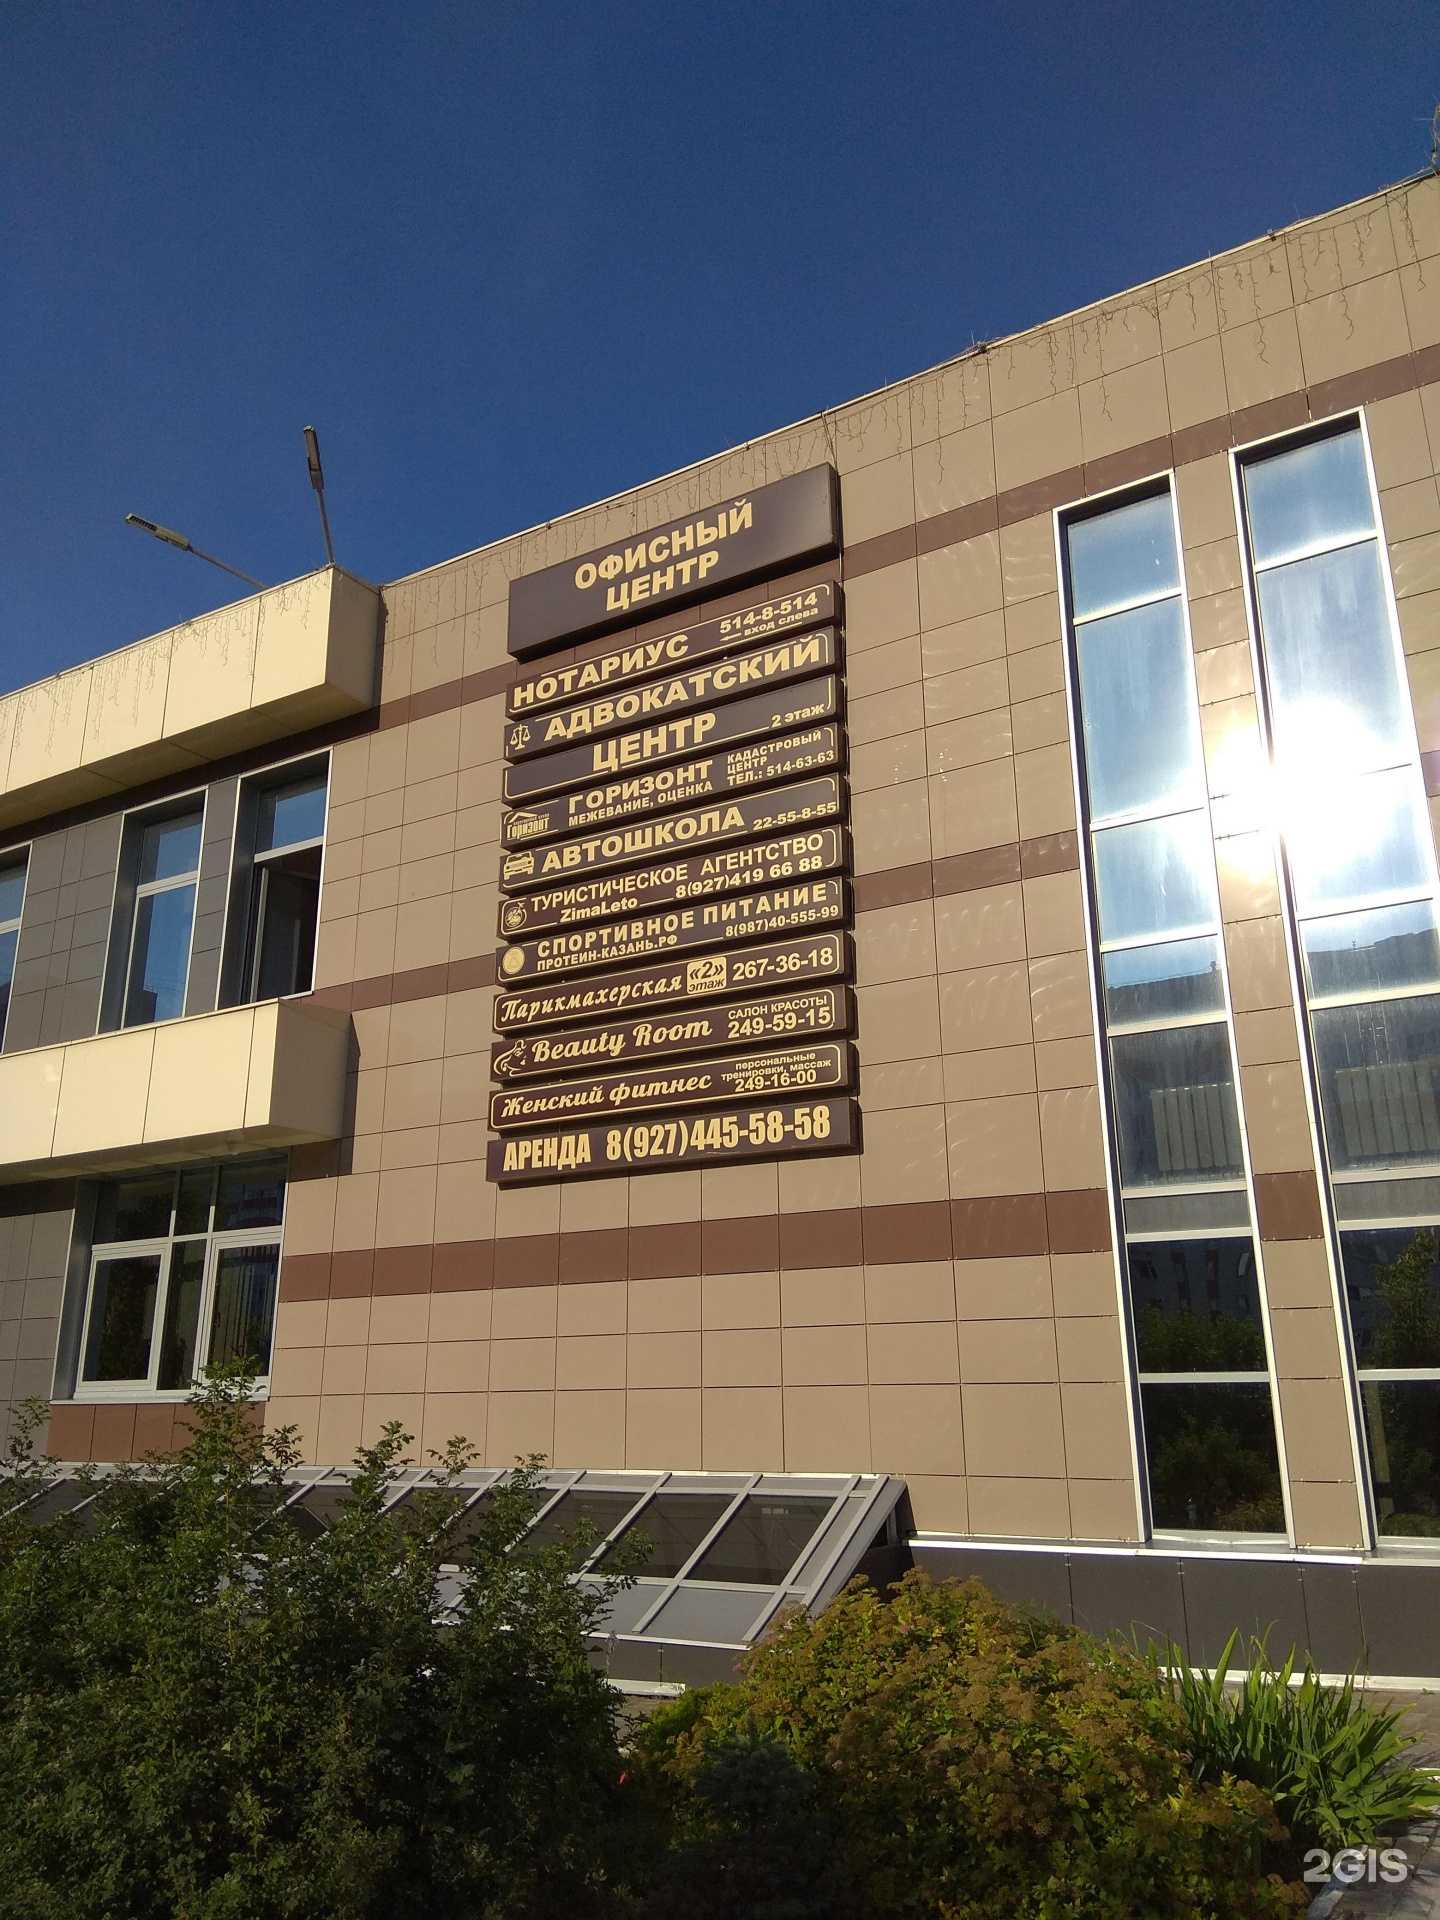 ОФИСНЫЙ
ЦЕНТР
НОТАРИУС 514-8-514
вход слева
АДВОКАТСКИЙ
ЦЕНТР 2 этаж
ГОРИЗОНТ КАДАСТРОВЫЙ
ЦЕНТР
МЕЖЕВАНИЕ, ОЦЕНКА ТЕЛ.: 514-63-63
Горизонт
АВТОШКОЛА 22-55-8-55
ТУРИСТИЧЕСКОЕ АГЕНТСТВО
ZimaLeto 8(927)419 66 88
СПОРТИВНОЕ ПИТАНИЕ
ПРОТЕИН-КАЗАНЬ.РФ 8(987)40-555-99
Парикмахерская «2» этаж 267-36-18
Beauty Room САЛОН КРАСОТЫ
249-59-15
Женский фитнес персональные
тренировки, массаж
249-16-00
АРЕНДА 8(927)445-58-58
2GIS